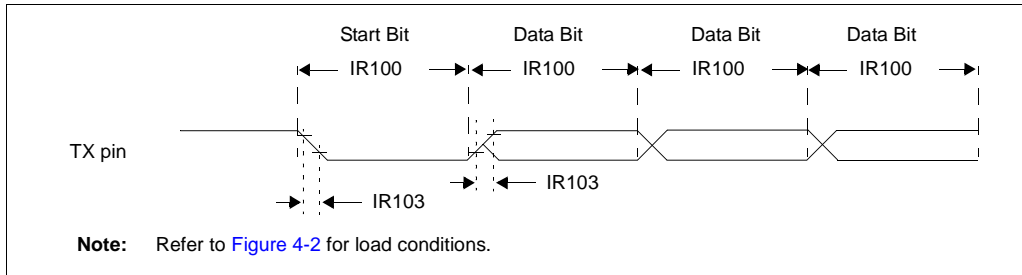 Start Bit Data Bit Data Bit Data Bit
IR100 IR100 IR100 IR100
TX pin
IR103 IR103
Note: Refer to Figure 4-2 for load conditions.